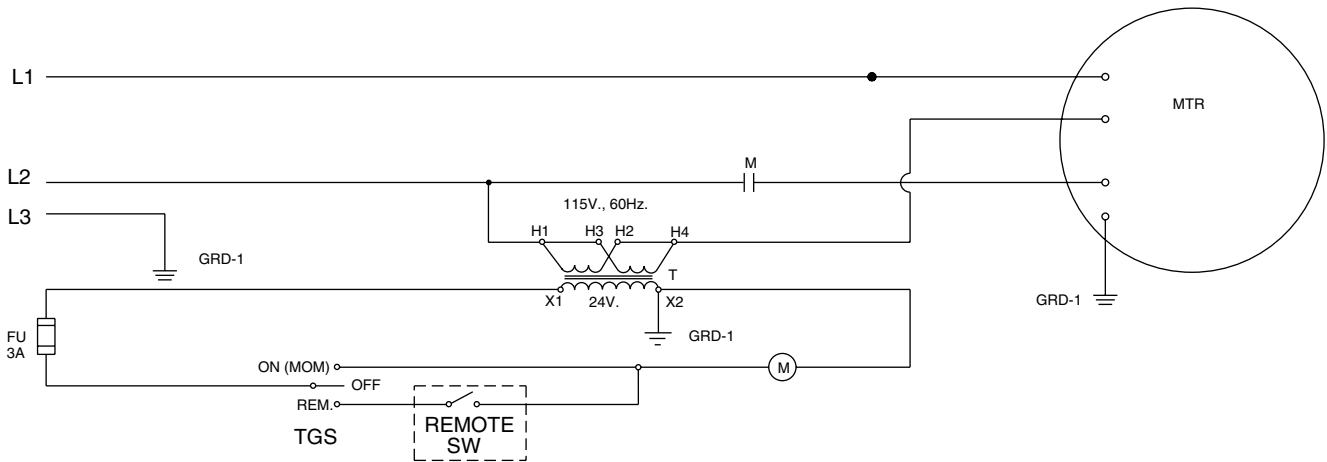 L1
MTR
L2
M
115V., 60Hz.
L3
H1 H3 H2 H4
GRD-1
T
X1 24V. X2
GRD-1
GRD-1
FU
3A
ON (MOM)
M
OFF
REM.
TGS
REMOTE
SW